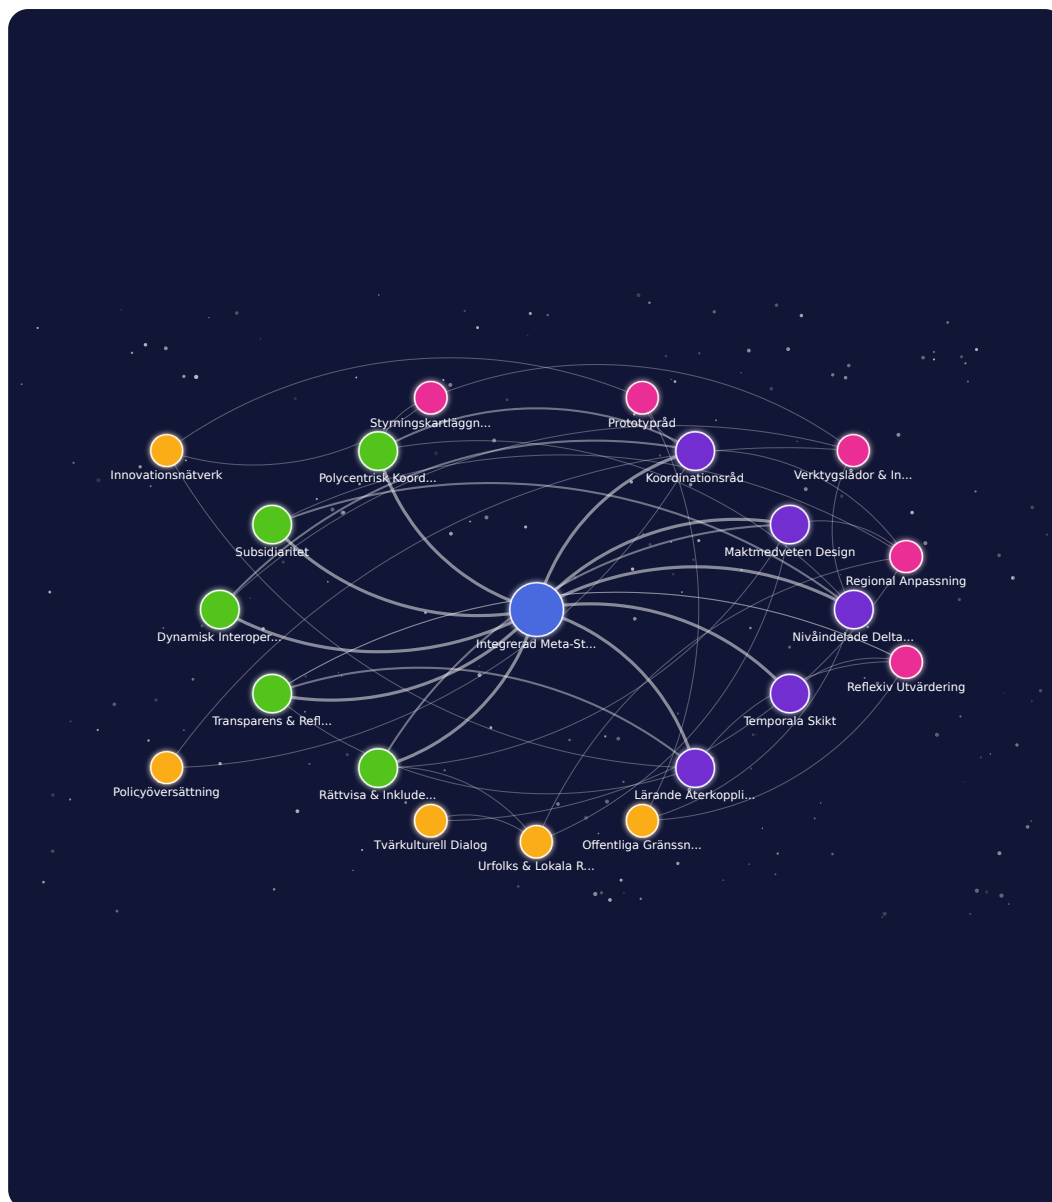 Styrningskartläggn...
Prototypråd
Innovationsnätverk
Polycentrisk Koord...
Koordinationsråd
Verktygslådor & In...
Subsidiaritet
Maktmedveten Design
Regional Anpassning
Dynamisk Interoper...
Integrerad Meta-St...
Nivåindelade Delta...
Reflexiv Utvärdering
Transparens & Refl...
Temporala Skikt
Policyöversättning
Rättvisa & Inklude...
Lärande Återkoppli...
Tvärkulturell Dialog
Offentliga Gränssn...
Urfolks & Lokala R...